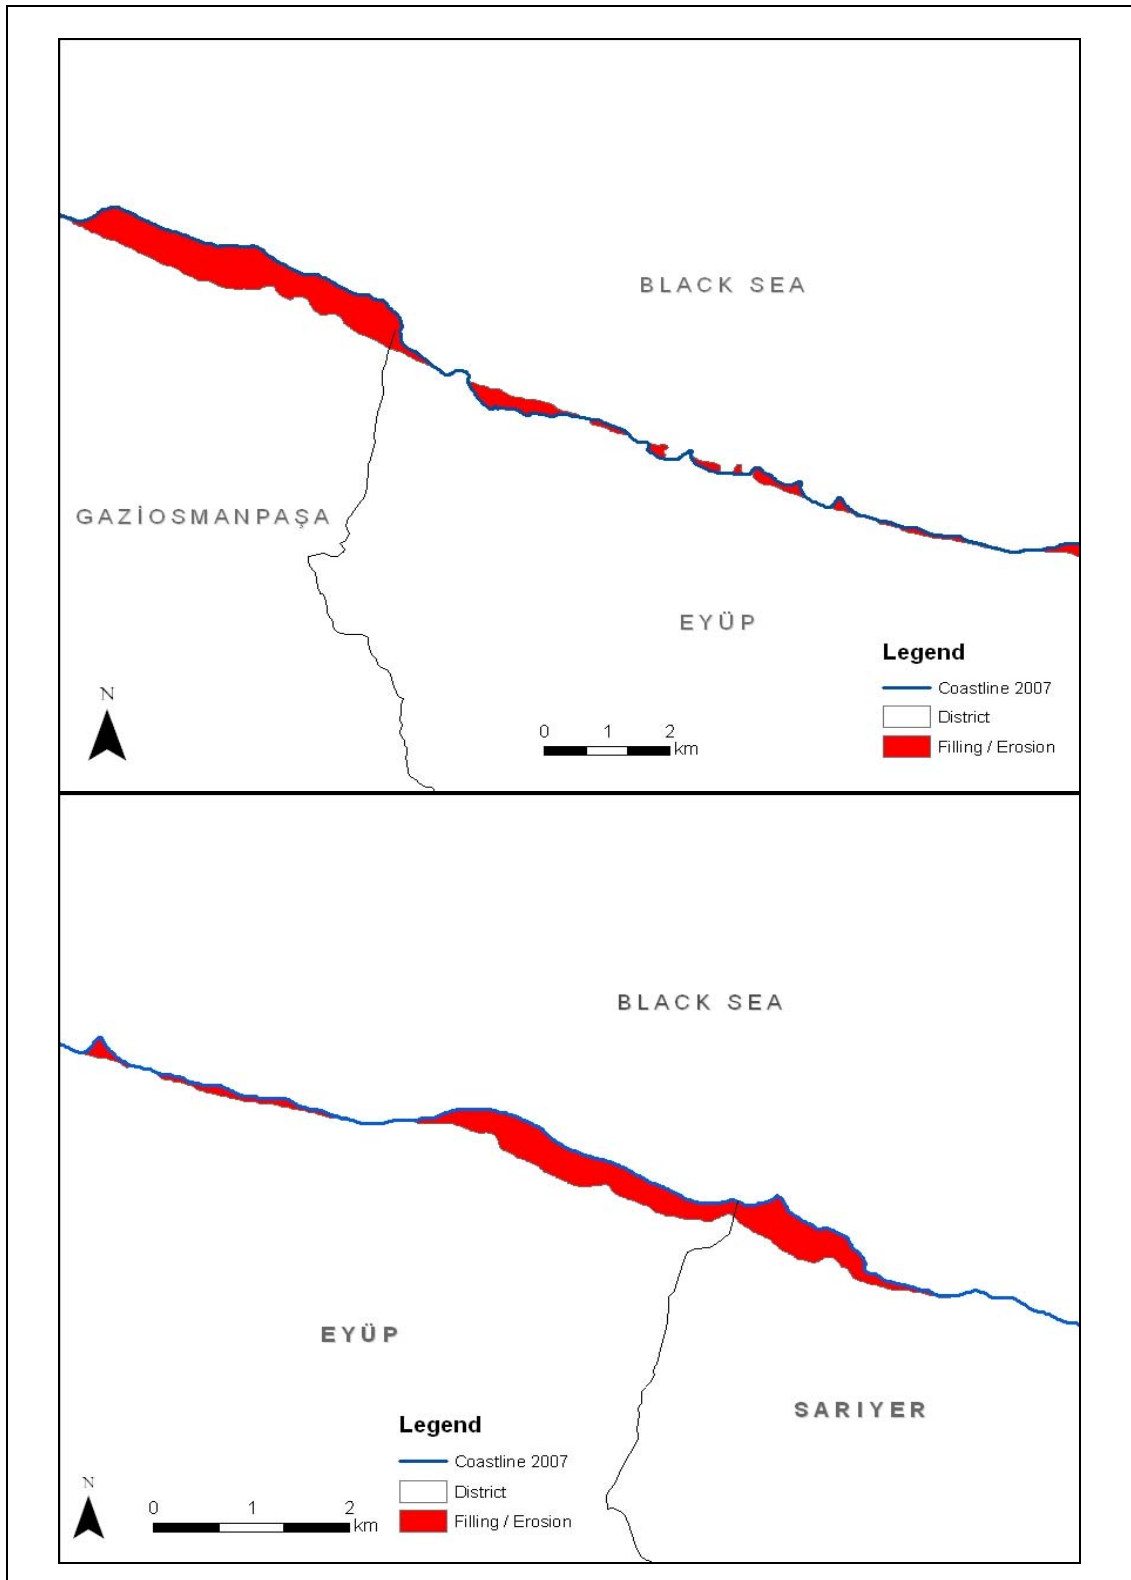 BLACK SEA
GAZİOSMANPAŞA
EYÜP
Legend
Coastline 2007
District
Filling / Erosion
N
0 1 2
km
BLACK SEA
EYÜP
SARIYER
Legend
Coastline 2007
District
Filling / Erosion
N
0 1 2
km